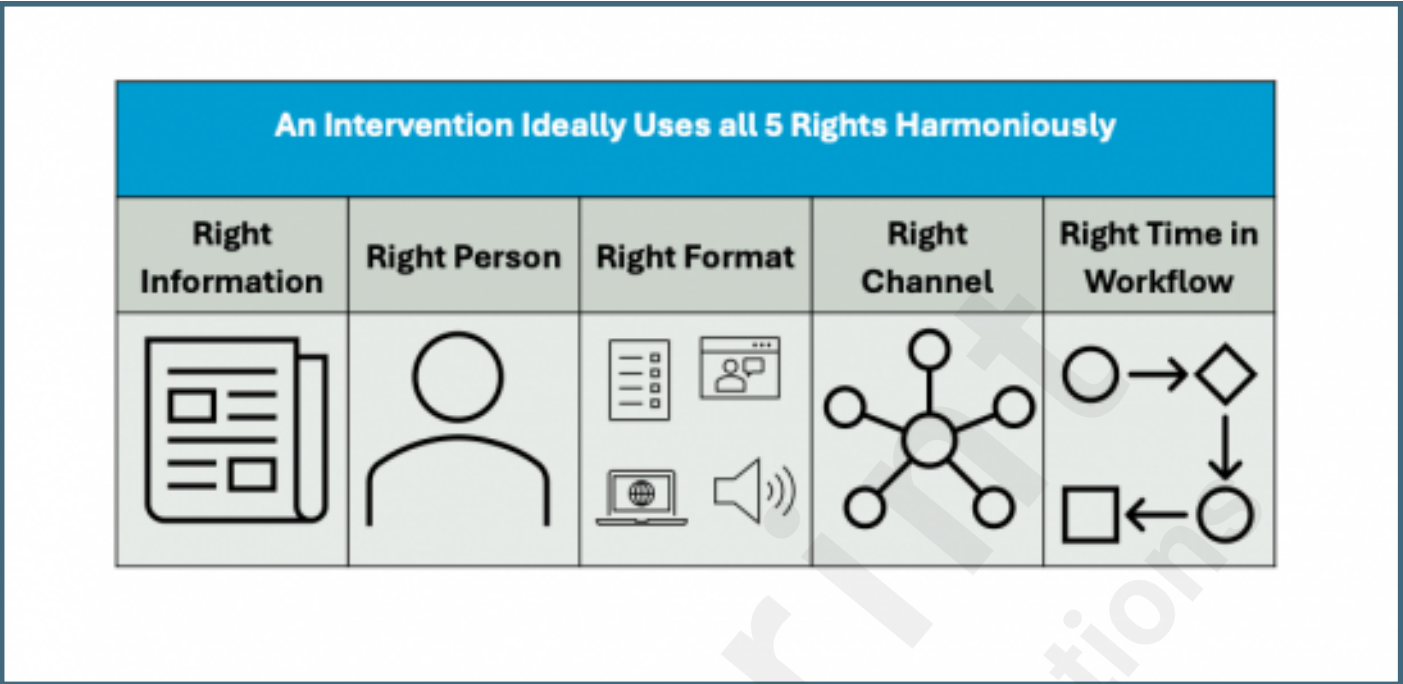 An Intervention Ideally Uses all 5 Rights Harmoniously
Right
Information
Right Person
Right Format
Right
Channel
Right Time in
Workflow